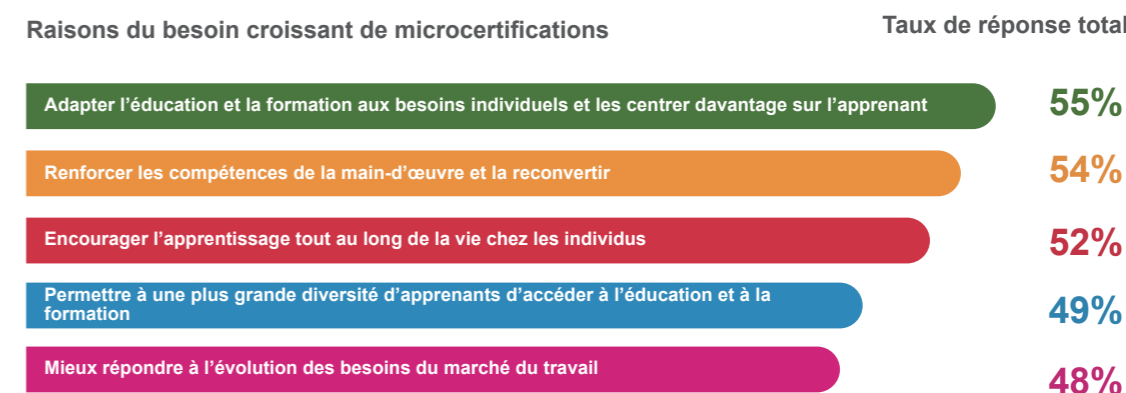 Raisons du besoin croissant de microcertifications
Taux de réponse total
Adapter l’éducation et la formation aux besoins individuels et les centrer davantage sur l’apprenant
55%
Renforcer les compétences de la main-d’œuvre et la reconvertir
54%
Encourager l’apprentissage tout au long de la vie chez les individus
52%
Permettre à une plus grande diversité d’apprenants d’accéder à l’éducation et à la
formation
49%
Mieux répondre à l’évolution des besoins du marché du travail
48%